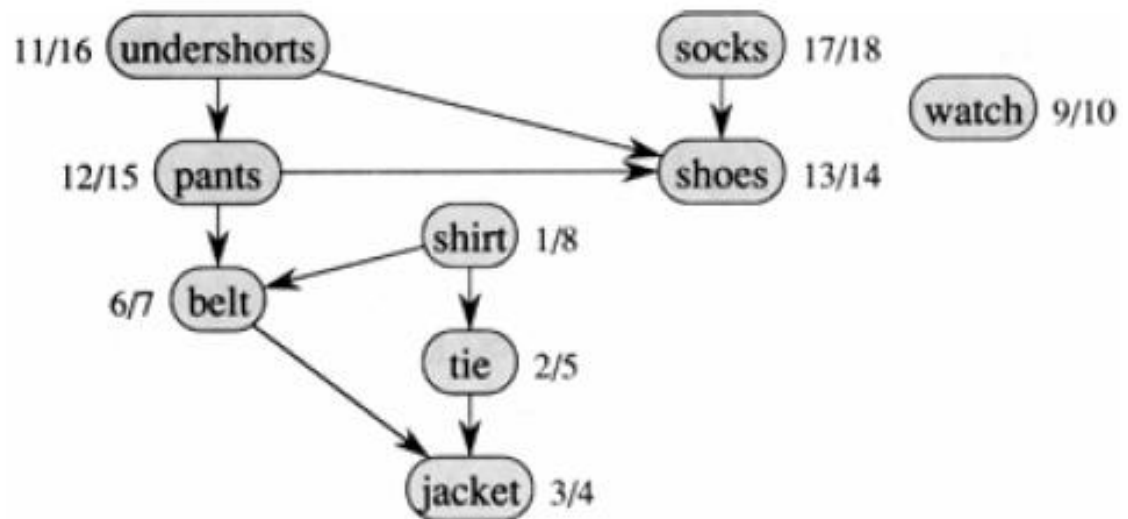 11/16 undershorts socks 17/18
watch 9/10
12/15 pants shoes 13/14
shirt 1/8
6/7 belt
tie 2/5
jacket 3/4